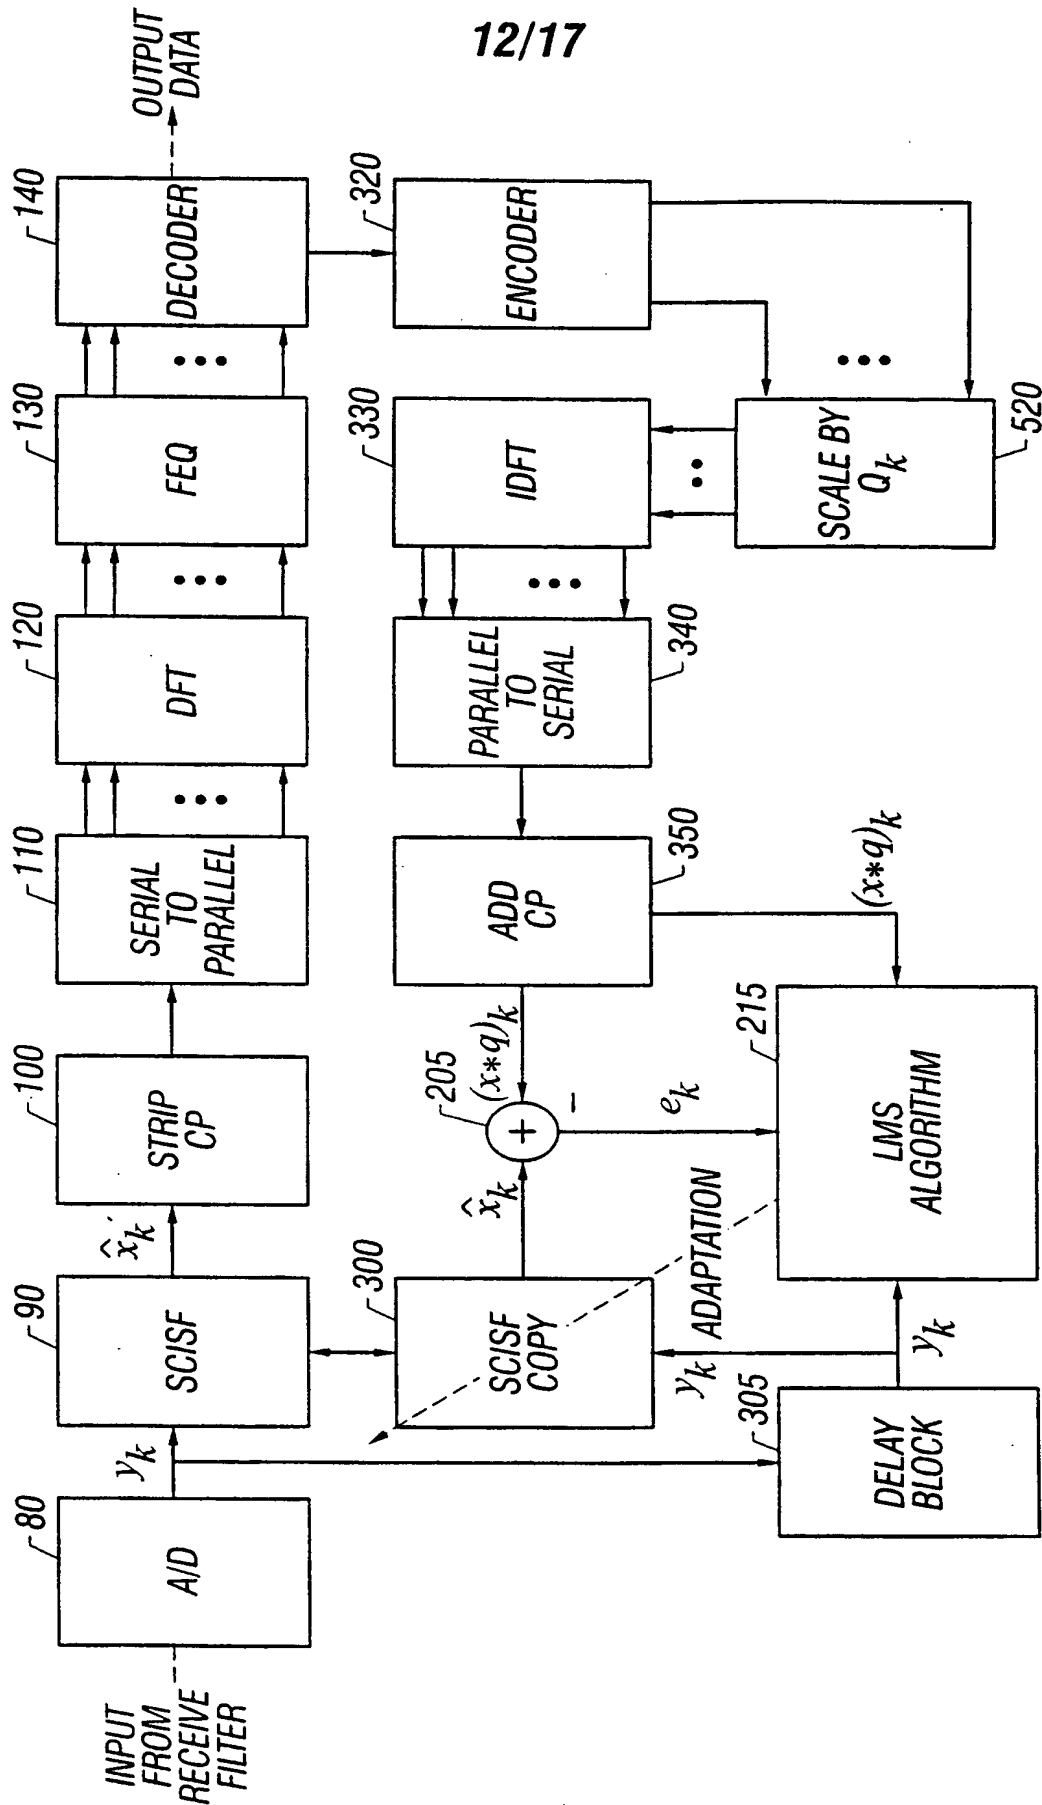 12/17
INPUT
FROM
RECEIVE
FILTER
80
A/D
y_k
90
SCISF
x̂_k'
100
STRIP
CP
110
SERIAL
TO
PARALLEL
120
DFT
130
FEQ
140
DECODER
OUTPUT
DATA
300
SCISF
COPY
x̂_k
205
+
−
(x*q)_k
350
ADD
CP
PARALLEL
TO
SERIAL
340
330
IDFT
320
ENCODER
ADAPTATION
y_k
e_k
(x*q)_k
305
DELAY
BLOCK
y_k
215
LMS
ALGORITHM
SCALE BY
Q_k
520